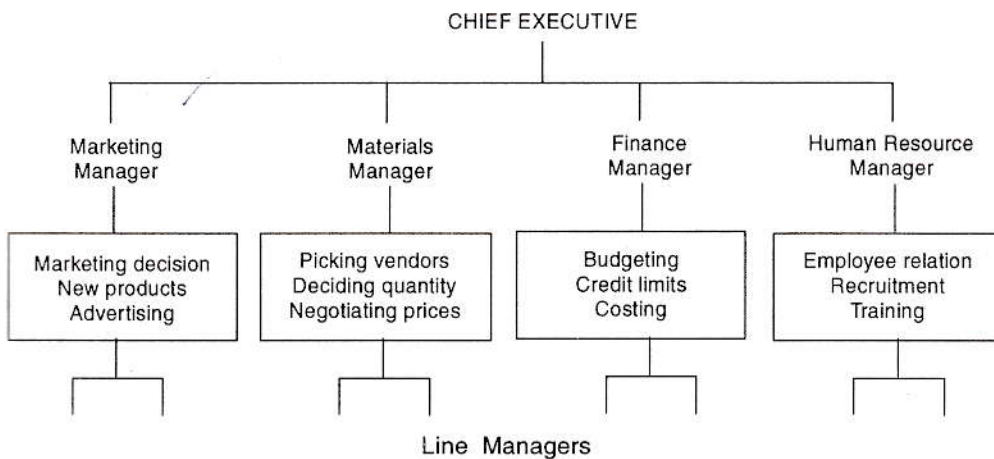 CHIEF EXECUTIVE
Marketing
Manager
Materials
Manager
Finance
Manager
Human Resource
Manager
Marketing decision
New products
Advertising
Picking vendors
Deciding quantity
Negotiating prices
Budgeting
Credit limits
Costing
Employee relation
Recruitment
Training
Line Managers